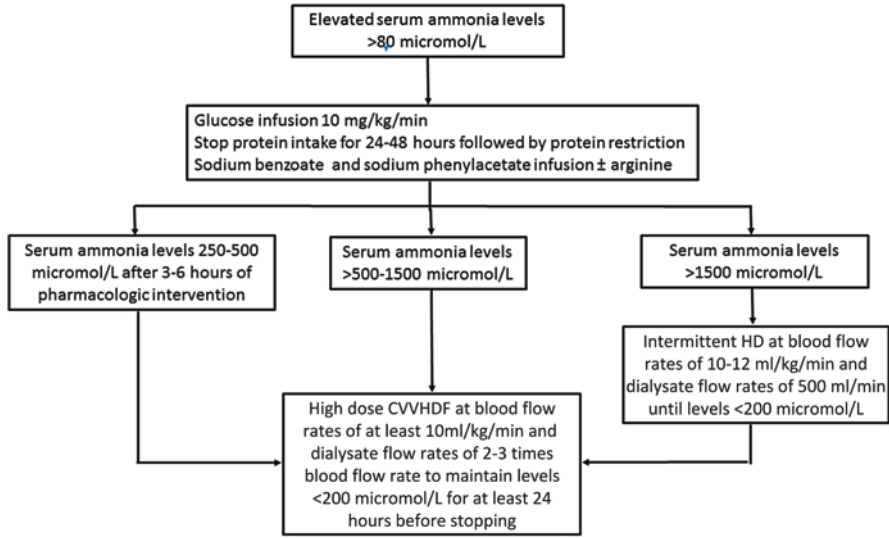 Elevated serum ammonia levels
>80 micromol/L
Glucose infusion 10 mg/kg/min
Stop protein intake for 24-48 hours followed by protein restriction
Sodium benzoate and sodium phenylacetate infusion ± arginine
Serum ammonia levels 250-500
micromol/L after 3-6 hours of
pharmacologic intervention
Serum ammonia levels
>500-1500 micromol/L
Serum ammonia levels
>1500 micromol/L
Intermittent HD at blood flow
rates of 10-12 ml/kg/min and
dialysate flow rates of 500 ml/min
until levels <200 micromol/L
High dose CVVHDF at blood flow
rates of at least 10ml/kg/min and
dialysate flow rates of 2-3 times
blood flow rate to maintain levels
<200 micromol/L for at least 24
hours before stopping